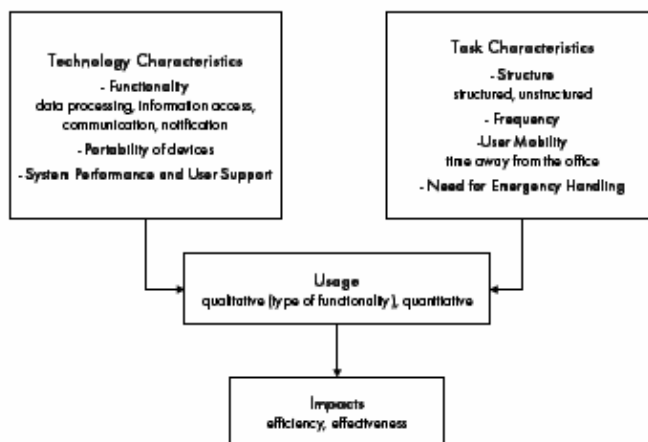 Technology Characteristics
- Functionality
data processing, information access,
communication, notification
- Portability of devices
- System Performance and User Support
Task Characteristics
- Structure
structured, unstructured
- Frequency
-User Mobility
time away from the office
- Need for Emergency Handling
Usage
qualitative (type of functionality), quantitative
Impacts
efficiency, effectiveness